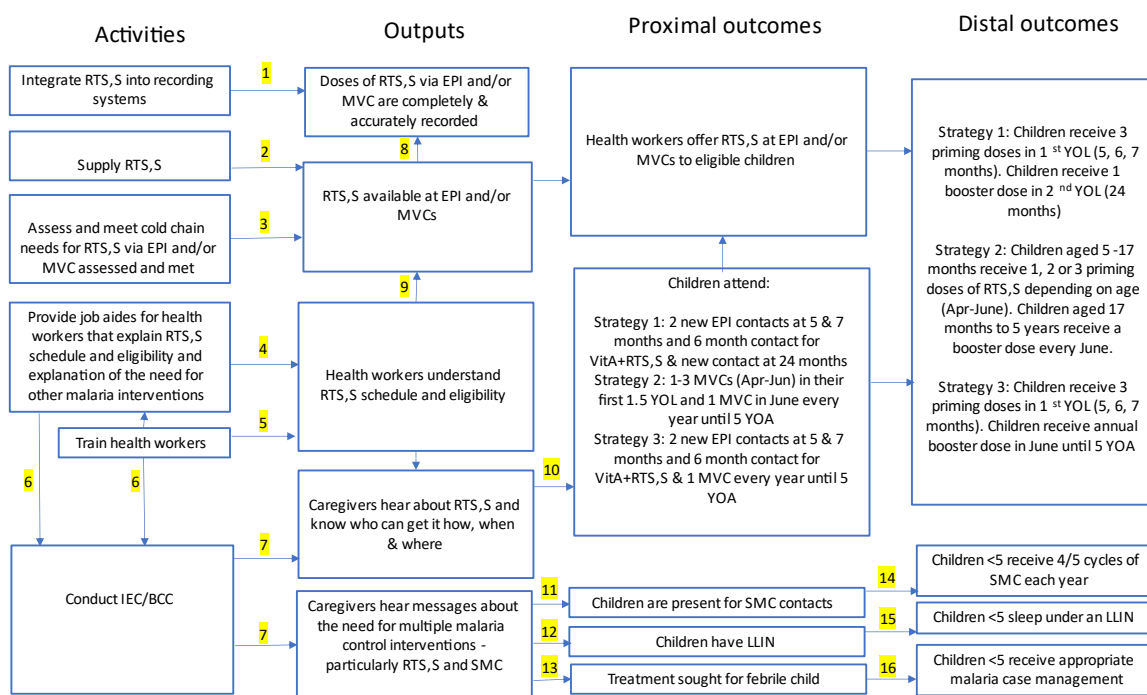 Activities
Outputs
Proximal outcomes
Distal outcomes
Integrate RTS,S into recording
systems
1
Doses of RTS,S via EPI and/or
MVC are completely &
accurately recorded
Supply RTS,S
2
8
RTS,S available at EPI and/or
MVCs
Assess and meet cold chain
needs for RTS,S via EPI and/or
MVC assessed and met
3
9
Health workers offer RTS,S at EPI and/or
MVCs to eligible children
Strategy 1: Children receive 3
priming doses in 1 st YOL (5, 6, 7
months). Children receive 1
booster dose in 2 nd YOL (24
months)
Strategy 2: Children aged 5 -17
months receive 1, 2 or 3 priming
doses of RTS,S depending on age
(Apr-June). Children aged 17
months to 5 years receive a
booster dose every June.
Strategy 3: Children receive 3
priming doses in 1 st YOL (5, 6, 7
months). Children receive annual
booster dose in June until 5 YOA
Provide job aides for health
workers that explain RTS,S
schedule and eligibility and
explanation of the need for
other malaria interventions
4
Health workers understand
RTS,S schedule and eligibility
Train health workers
5
6
6
Children attend:
Strategy 1: 2 new EPI contacts at 5 & 7
months and 6 month contact for
VitA+RTS,S & new contact at 24 months
Strategy 2: 1-3 MVCs (Apr-Jun) in their
first 1.5 YOL and 1 MVC in June every
year until 5 YOA
Strategy 3: 2 new EPI contacts at 5 & 7
months and 6 month contact for
VitA+RTS,S & 1 MVC every year until 5
YOA
10
Caregivers hear about RTS,S and
know who can get it how, when
& where
7
Conduct IEC/BCC
7
Caregivers hear messages about
the need for multiple malaria
control interventions -
particularly RTS,S and SMC
11
Children are present for SMC contacts
14
Children <5 receive 4/5 cycles of
SMC each year
12
Children have LLIN
15
Children <5 sleep under an LLIN
13
Treatment sought for febrile child
16
Children <5 receive appropriate
malaria case management